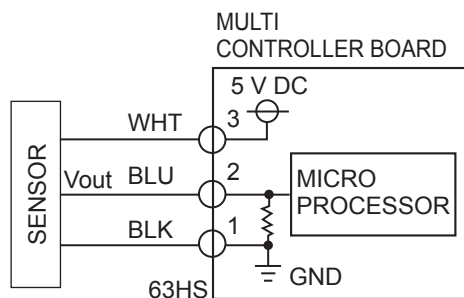 MULTI
CONTROLLER BOARD
5 V DC
WHT 3
SENSOR
Vout BLU 2
MICRO
PROCESSOR
BLK 1
GND
63HS